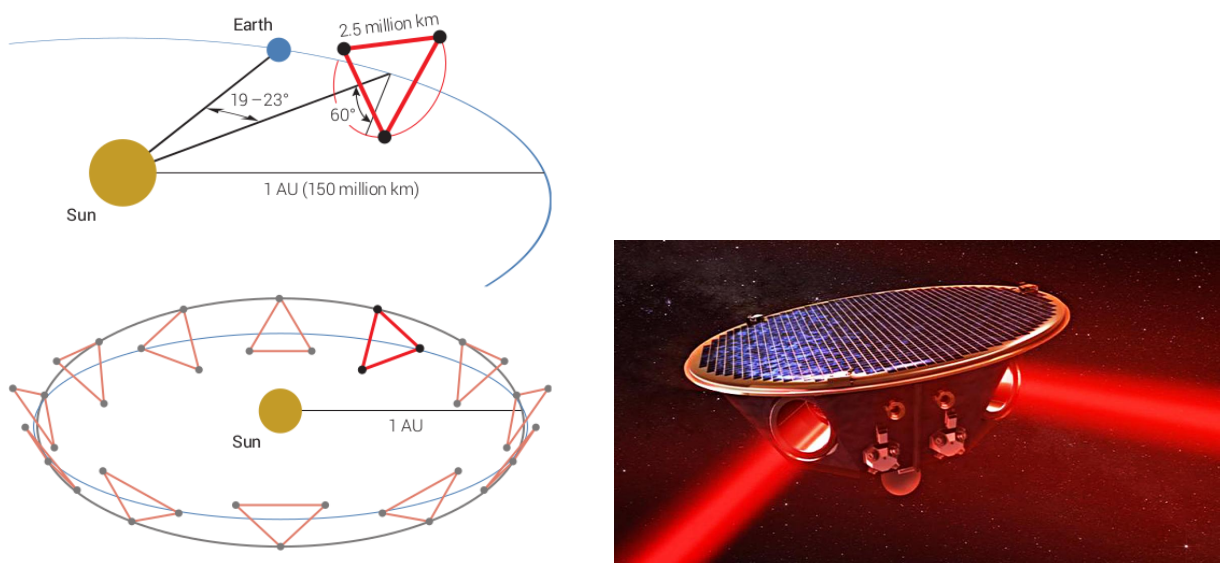 Earth
2.5 million km
19–23°
60°
1 AU (150 million km)
Sun
Sun
1 AU